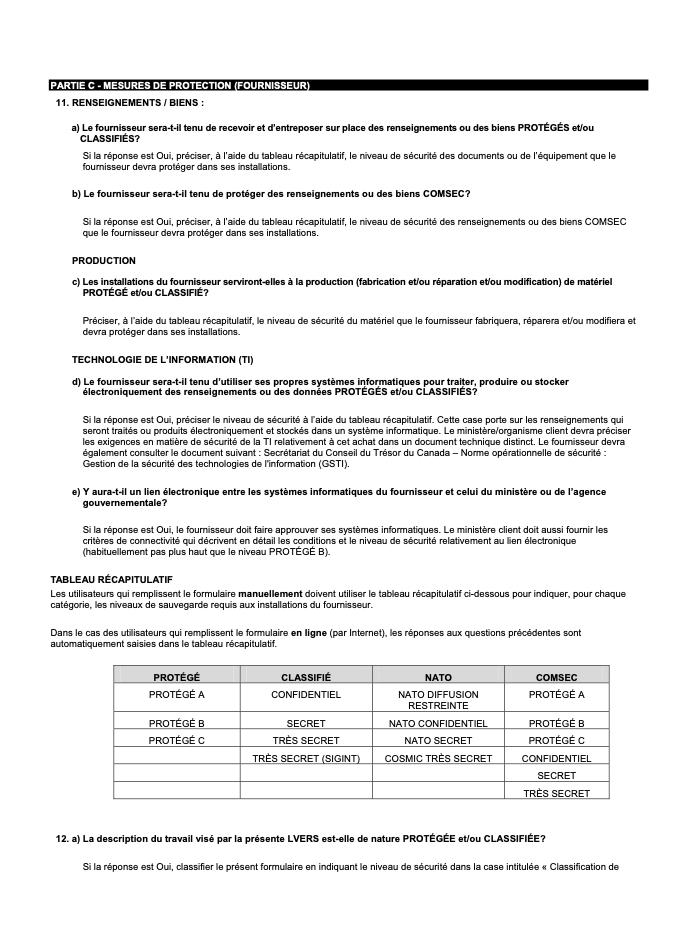 PARTIE C - MESURES DE PROTECTION (FOURNISSEUR)
11. RENSEIGNEMENTS / BIENS :
a) Le fournisseur sera-t-il tenu de recevoir et d'entreposer sur place des renseignements ou des biens PROTÉGÉS et/ou
CLASSIFIÉS?
Si la réponse est Oui, préciser, à l'aide du tableau récapitulatif, le niveau de sécurité des documents ou de l'équipement que le
fournisseur devra protéger dans ses installations.
b) Le fournisseur sera-t-il tenu de protéger des renseignements ou des biens COMSEC?
Si la réponse est Oui, préciser, à l'aide du tableau récapitulatif, le niveau de sécurité des renseignements ou des biens COMSEC
que le fournisseur devra protéger dans ses installations.
PRODUCTION
c) Les installations du fournisseur serviront-elles à la production (fabrication et/ou réparation et/ou modification) de matériel
PROTÉGÉ et/ou CLASSIFIÉ?
Préciser, à l'aide du tableau récapitulatif, le niveau de sécurité du matériel que le fournisseur fabriquera, réparera et/ou modifiera et
devra protéger dans ses installations.
TECHNOLOGIE DE L'INFORMATION (TI)
d) Le fournisseur sera-t-il tenu d'utiliser ses propres systèmes informatiques pour traiter, produire ou stocker
électroniquement des renseignements ou des données PROTÉGÉS et/ou CLASSIFIÉS?
Si la réponse est Oui, préciser le niveau de sécurité à l'aide du tableau récapitulatif. Cette case porte sur les renseignements qui
seront traités ou produits électroniquement et stockés dans un système informatique. Le ministère/organisme client devra préciser
les exigences en matière de sécurité de la TI relativement à cet achat dans un document technique distinct. Le fournisseur devra
également consulter le document suivant : Secrétariat du Conseil du Trésor du Canada – Norme opérationnelle de sécurité :
Gestion de la sécurité des technologies de l'information (GSTI).
e) Y aura-t-il un lien électronique entre les systèmes informatiques du fournisseur et celui du ministère ou de l'agence
gouvernementale?
Si la réponse est Oui, le fournisseur doit faire approuver ses systèmes informatiques. Le ministère client doit aussi fournir les
critères de connectivité qui décrivent en détail les conditions et le niveau de sécurité relativement au lien électronique
(habituellement pas plus haut que le niveau PROTÉGÉ B).
TABLEAU RÉCAPITULATIF
Les utilisateurs qui remplissent le formulaire manuellement doivent utiliser le tableau récapitulatif ci-dessous pour indiquer, pour chaque
catégorie, les niveaux de sauvegarde requis aux installations du fournisseur.
Dans le cas des utilisateurs qui remplissent le formulaire en ligne (par Internet), les réponses aux questions précédentes sont
automatiquement saisies dans le tableau récapitulatif.
PROTÉGÉ CLASSIFIÉ NATO COMSEC
PROTÉGÉ A CONFIDENTIEL NATO DIFFUSION PROTÉGÉ A
RESTREINTE
PROTÉGÉ B SECRET NATO CONFIDENTIEL PROTÉGÉ B
PROTÉGÉ C TRÈS SECRET NATO SECRET PROTÉGÉ C
TRÈS SECRET (SIGINT) COSMIC TRÈS SECRET CONFIDENTIEL
SECRET
TRÈS SECRET
12. a) La description du travail visé par la présente LVERS est-elle de nature PROTÉGÉE et/ou CLASSIFIÉE?
Si la réponse est Oui, classifier le présent formulaire en indiquant le niveau de sécurité dans la case intitulée « Classification de